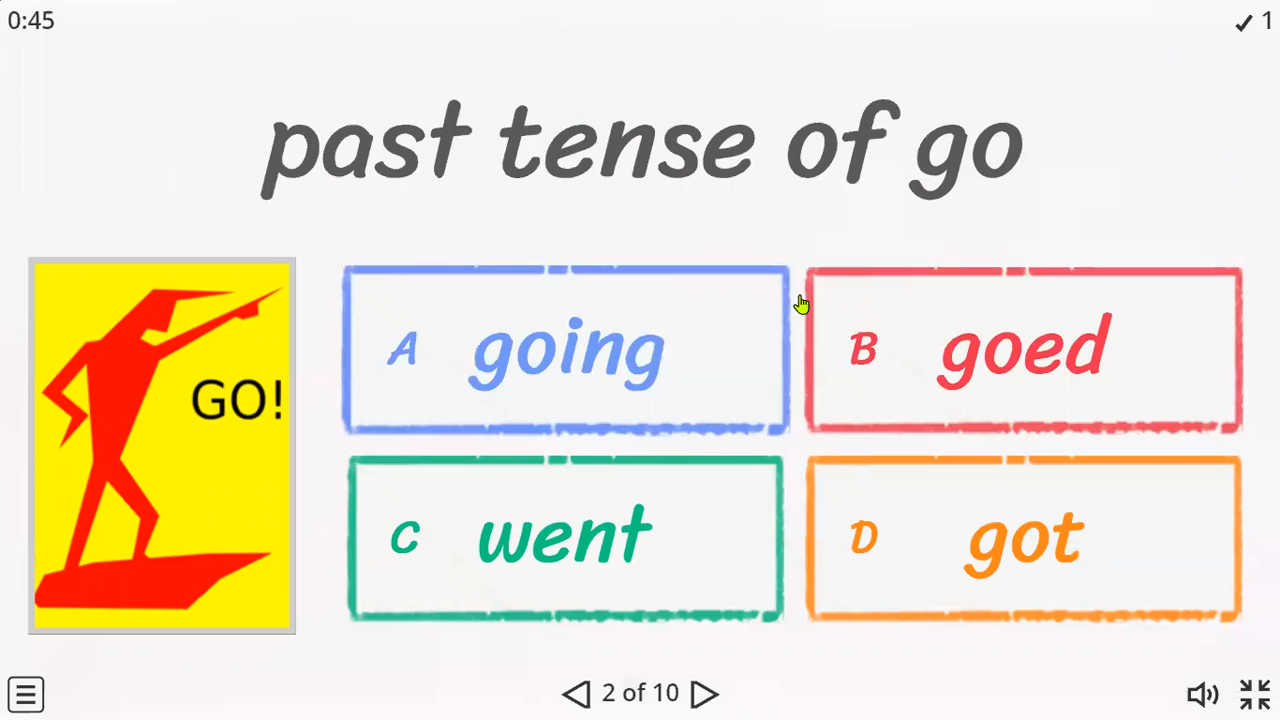 0:45
✓ 1
past tense of go
GO!
A going
B goed
C went
D got
2 of 10